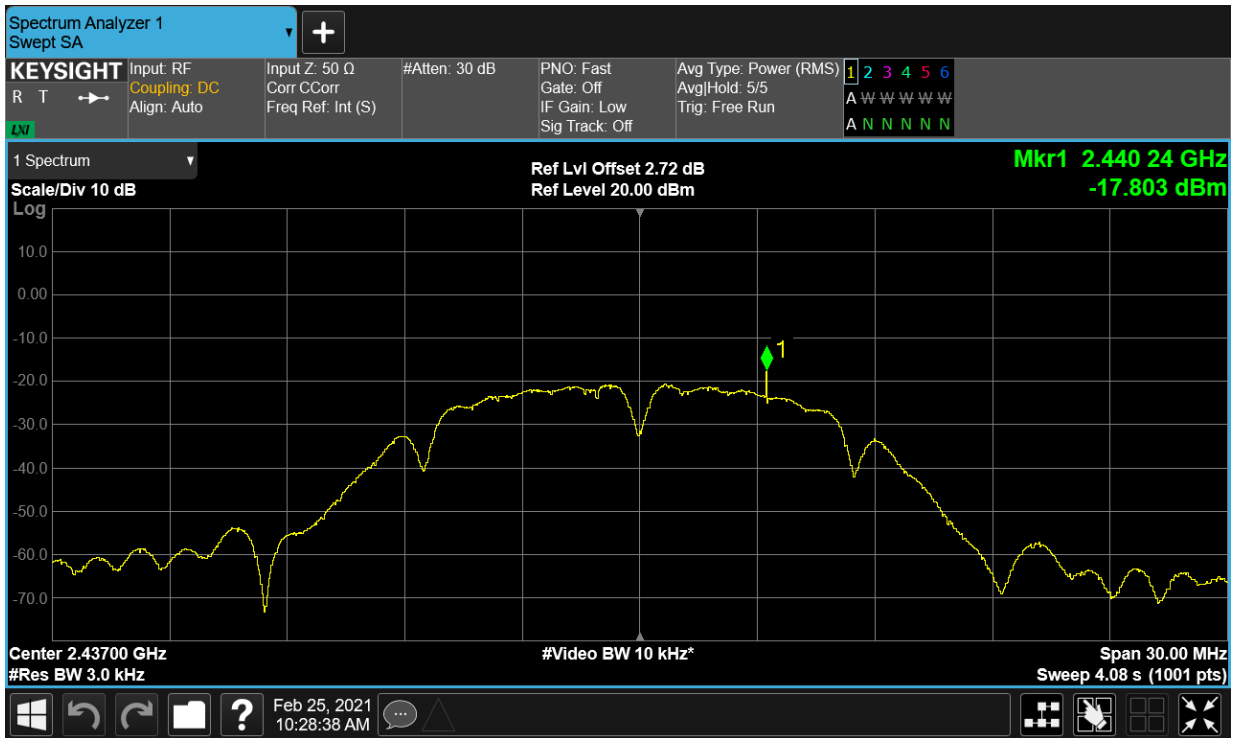 Spectrum Analyzer 1
Swept SA
▼
+
KEYSIGHT
R T
LXI
Input: RF
Coupling: DC
Align: Auto
Input Z: 50 Ω
Corr CCorr
Freq Ref: Int (S)
#Atten: 30 dB
PNO: Fast
Gate: Off
IF Gain: Low
Sig Track: Off
Avg Type: Power (RMS)
Avg|Hold: 5/5
Trig: Free Run
1 2 3 4 5 6
A W W W W W
A N N N N N
1 Spectrum ▼
Scale/Div 10 dB
Log
Ref Lvl Offset 2.72 dB
Ref Level 20.00 dBm
Mkr1 2.440 24 GHz
-17.803 dBm
10.0
0.00
-10.0
1
-20.0
-30.0
-40.0
-50.0
-60.0
-70.0
Center 2.43700 GHz
#Res BW 3.0 kHz
#Video BW 10 kHz*
Span 30.00 MHz
Sweep 4.08 s (1001 pts)
?
Feb 25, 2021
10:28:38 AM